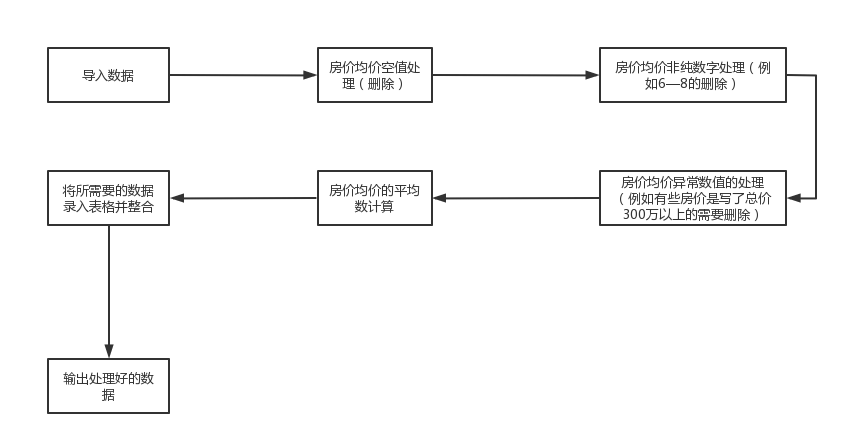 导入数据
房价均价空值处
理（删除）
房价均价非纯数字处理（例
如6—8的删除）
房价均价异常数值的处理
（例如有些房价是写了总价
300万以上的需要删除）
房价均价的平均
数计算
将所需要的数据
录入表格并整合
输出处理好的数
据